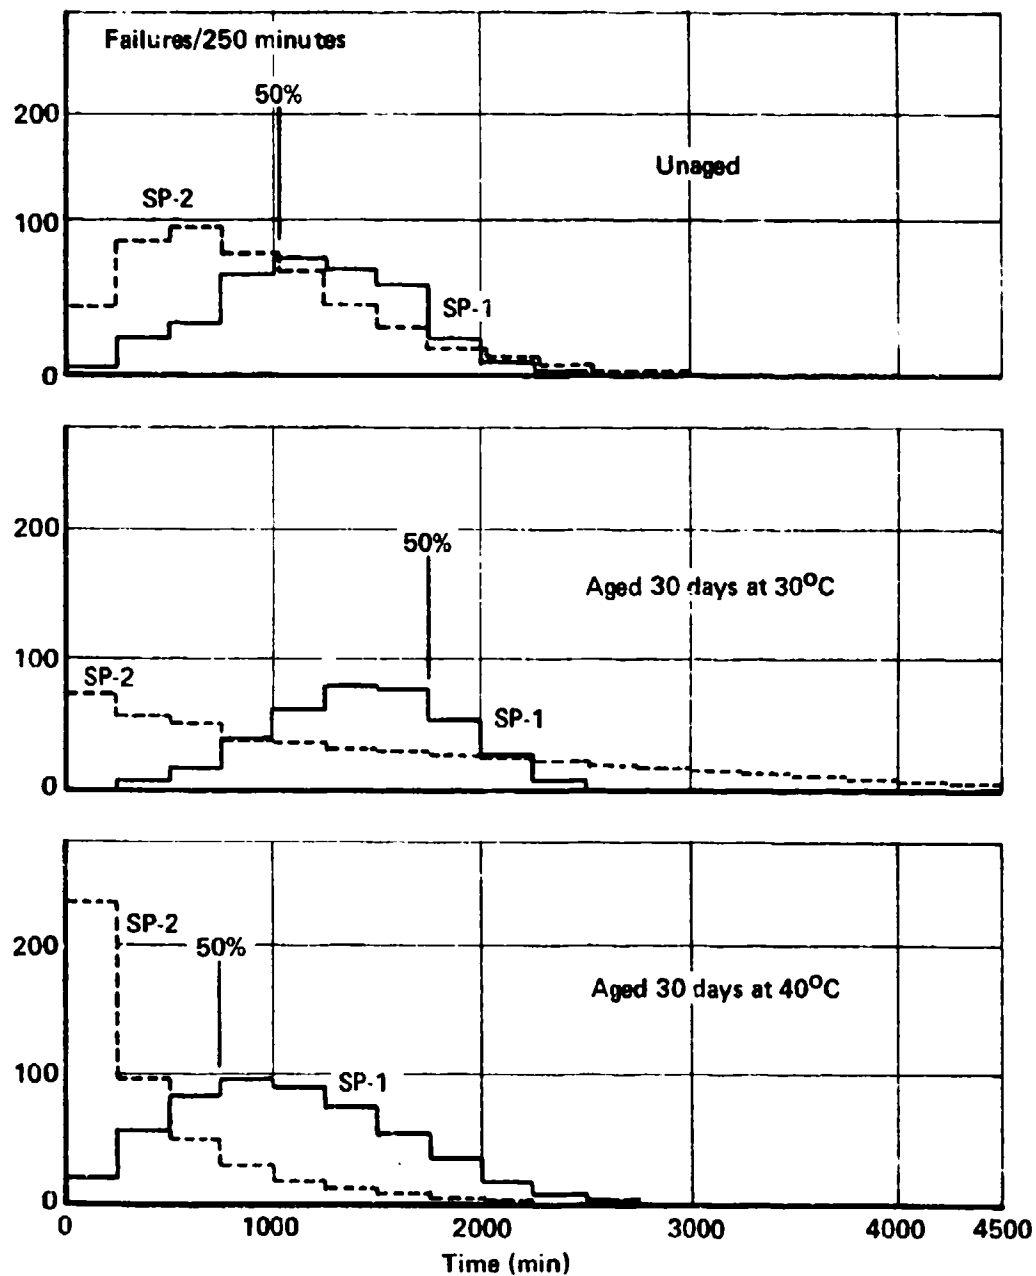 Failures/250 minutes
50%
200
Unaged
SP-2
100
SP-1
0
200
50%
Aged 30 days at 30°C
100
SP-2
SP-1
0
SP-2
200
50%
Aged 30 days at 40°C
100
SP-1
0
0 1000 2000 3000 4000 4500
Time (min)